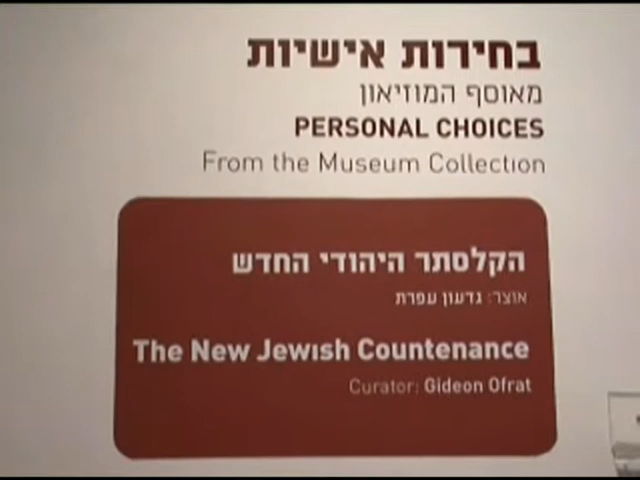 בחירות אישיות
מאוסף המוזיאון
PERSONAL CHOICES
From the Museum Collection
הקלסתר היהודי החדש
אוצר: גדעון עפרת
The New Jewish Countenance
Curator: Gideon Ofrat